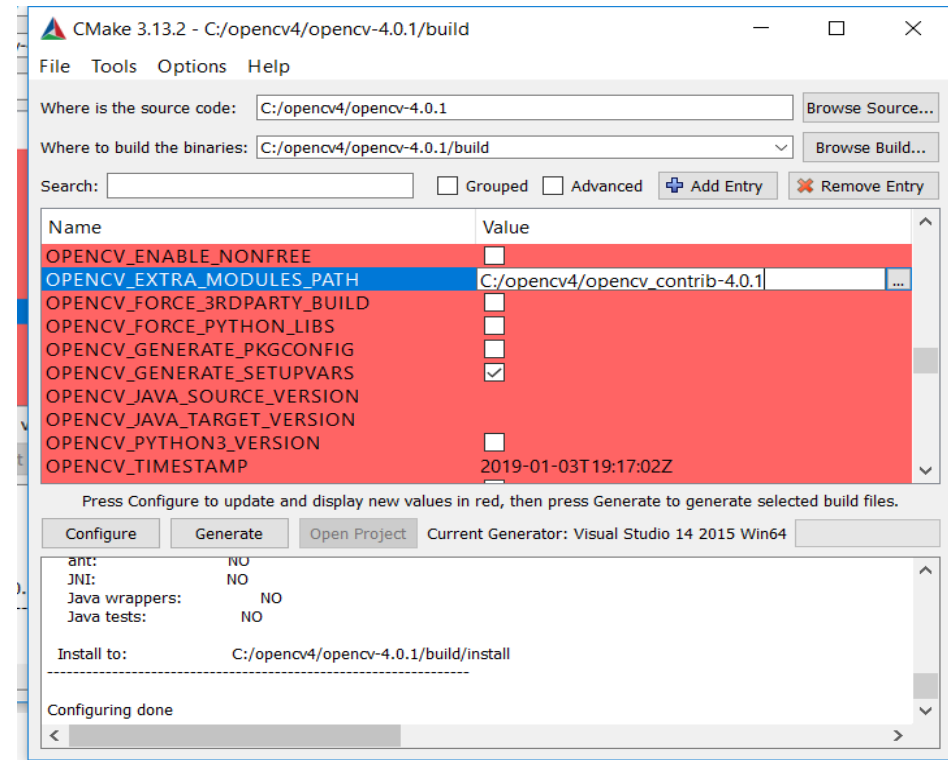 CMake 3.13.2 - C:/opencv4/opencv-4.0.1/build
File Tools Options Help
Where is the source code: C:/opencv4/opencv-4.0.1 Browse Source...
Where to build the binaries: C:/opencv4/opencv-4.0.1/build Browse Build...
Search: Grouped Advanced Add Entry Remove Entry
Name Value
OPENCV_ENABLE_NONFREE
OPENCV_EXTRA_MODULES_PATH C:/opencv4/opencv_contrib-4.0.1 ...
OPENCV_FORCE_3RDPARTY_BUILD
OPENCV_FORCE_PYTHON_LIBS
OPENCV_GENERATE_PKGCONFIG
OPENCV_GENERATE_SETUPVARS
OPENCV_JAVA_SOURCE_VERSION
OPENCV_JAVA_TARGET_VERSION
OPENCV_PYTHON3_VERSION
OPENCV_TIMESTAMP 2019-01-03T19:17:02Z
Press Configure to update and display new values in red, then press Generate to generate selected build files.
Configure Generate Open Project Current Generator: Visual Studio 14 2015 Win64
ant: NO
JNI: NO
Java wrappers: NO
Java tests: NO
Install to: C:/opencv4/opencv-4.0.1/build/install
-----------------------------------------------------------------
Configuring done